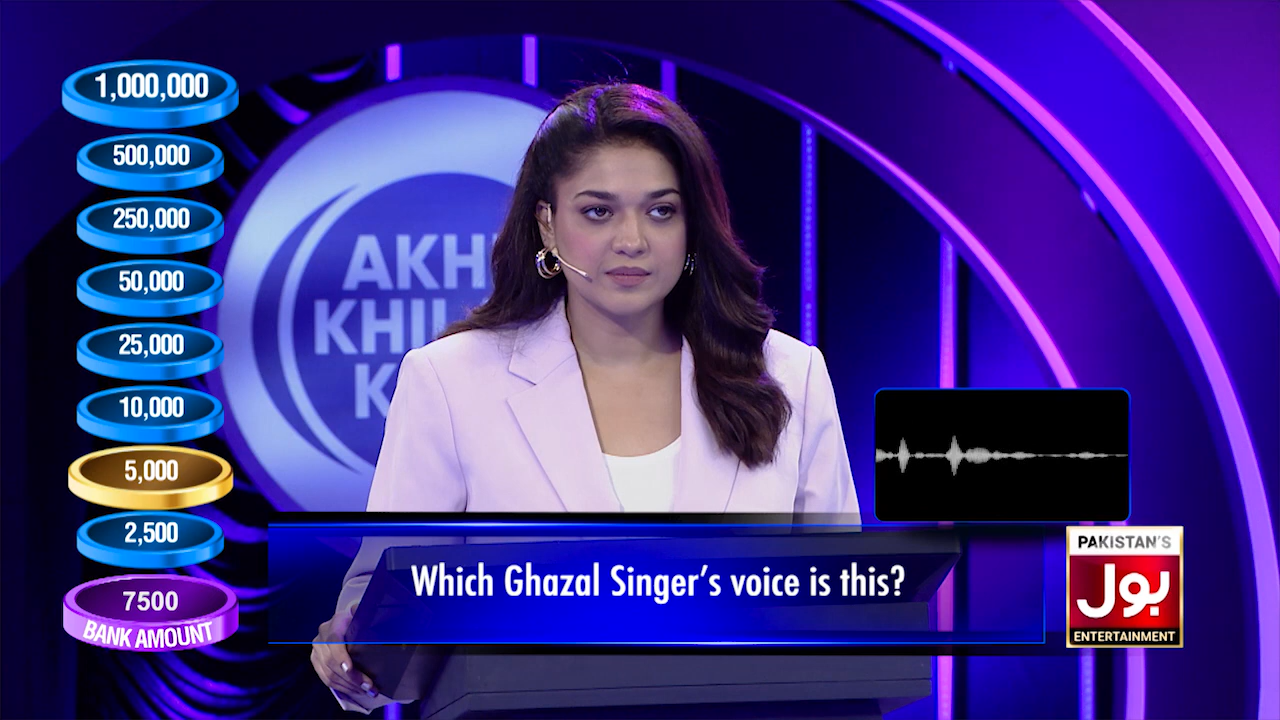 1,000,000
500,000
250,000
50,000
25,000
10,000
5,000
2,500
7500
BANK AMOUNT
Which Ghazal Singer's voice is this?
PAKISTAN'S
بول
ENTERTAINMENT